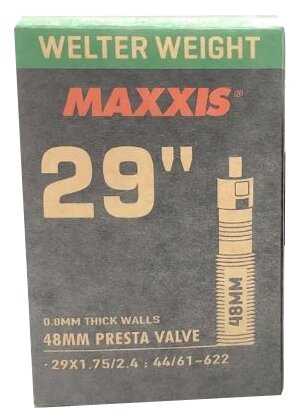 WELTER WEIGHT
MAXXIS®
29"
48MM
0.8MM THICK WALLS
48MM PRESTA VALVE
·29X1.75/2.4 ; 44/61-622